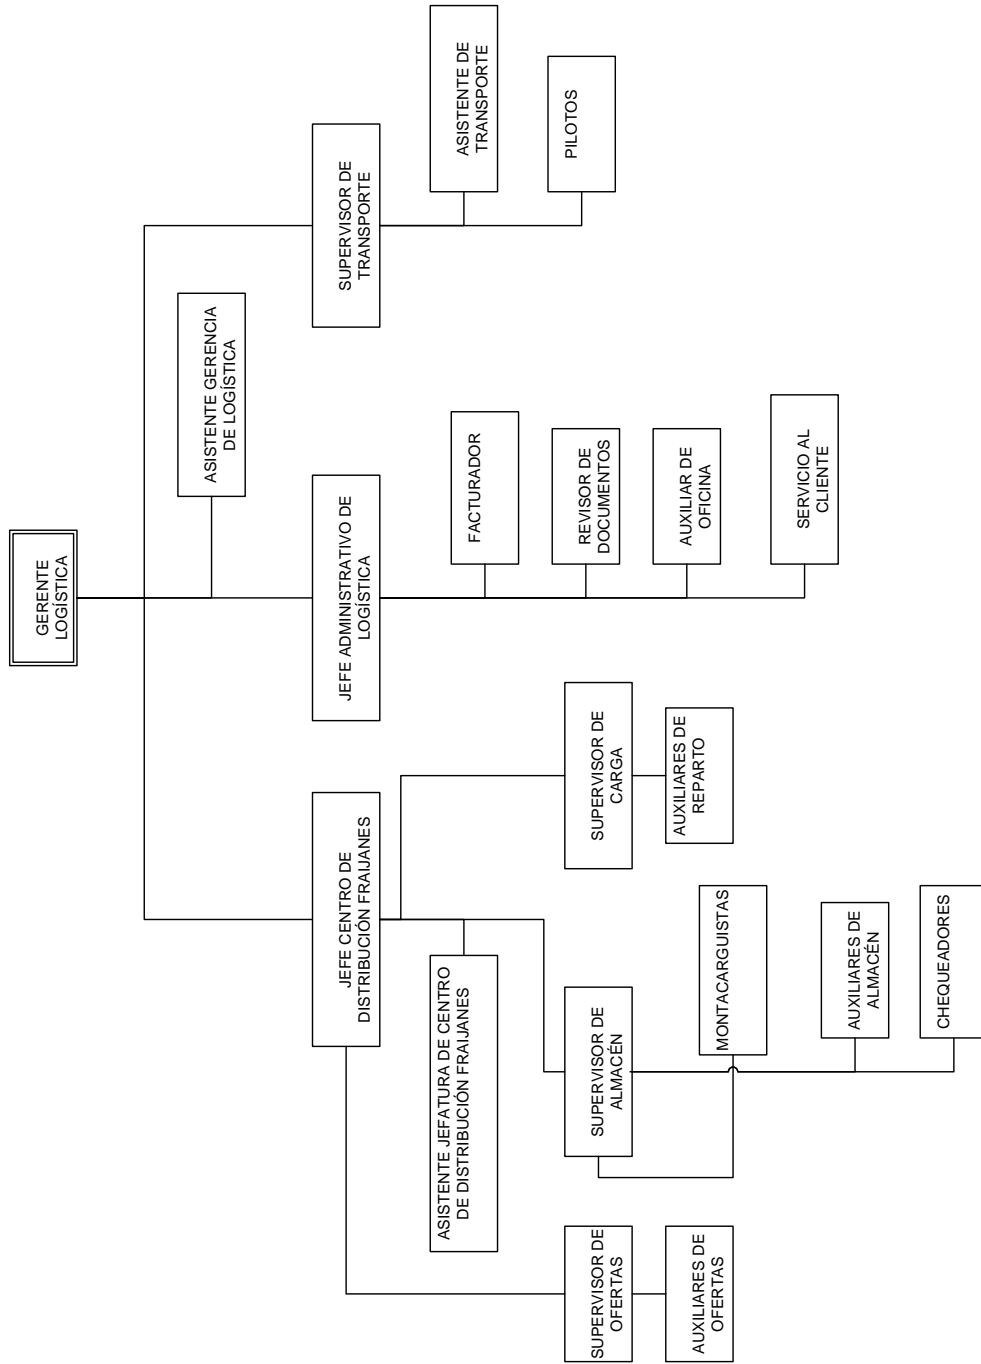 GERENTE
LOGÍSTICA
ASISTENTE GERENCIA
DE LOGÍSTICA
JEFE CENTRO DE
DISTRIBUCIÓN FRAIJANES
JEFE ADMINISTRATIVO DE
LOGÍSTICA
SUPERVISOR DE
TRANSPORTE
ASISTENTE JEFATURA DE CENTRO
DE DISTRIBUCIÓN FRAIJANES
FACTURADOR
ASISTENTE DE
TRANSPORTE
SUPERVISOR DE
OFERTAS
SUPERVISOR DE
ALMACÉN
SUPERVISOR DE
CARGA
REVISOR DE
DOCUMENTOS
PILOTOS
AUXILIARES DE
OFERTAS
MONTACARGUISTAS
AUXILIARES DE
REPARTO
AUXILIAR DE
OFICINA
AUXILIARES DE
ALMACÉN
SERVICIO AL
CLIENTE
CHEQUEADORES